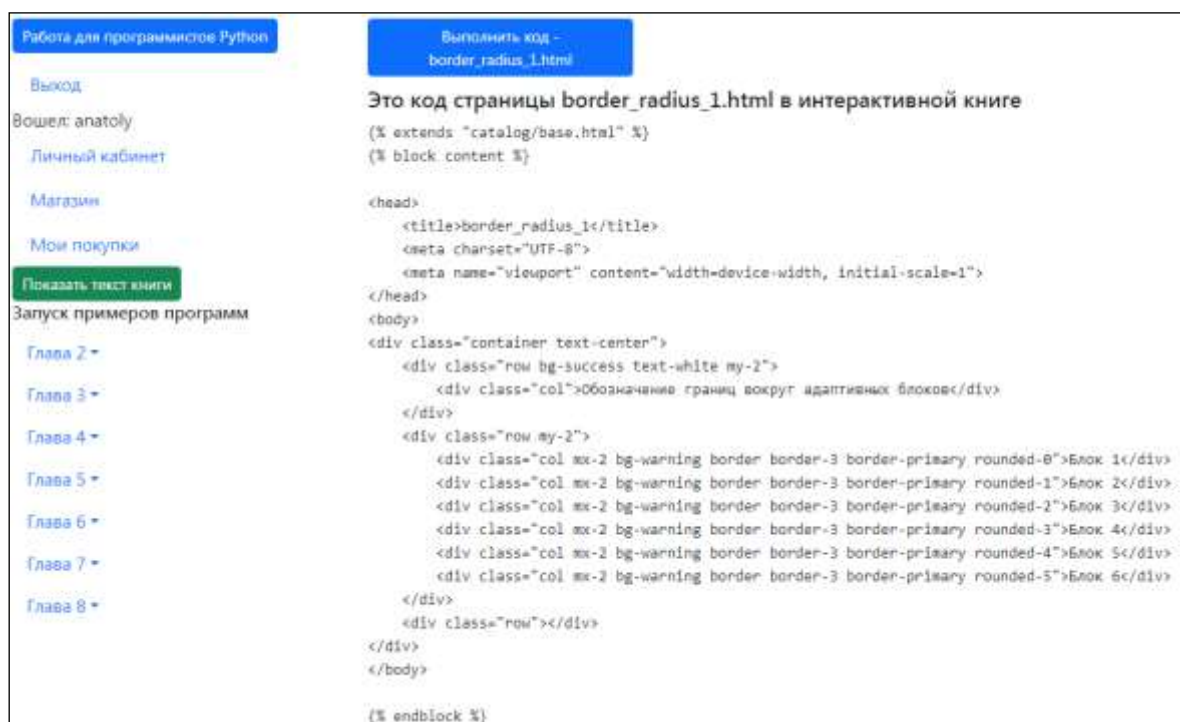 Работа для программистов Python
Выход
Вошел: anatoly
Личный кабинет
Магазин
Мои покупки
Показать текст книги
Запуск примеров программ
Глава 2
Глава 3
Глава 4
Глава 5
Глава 6
Глава 7
Глава 8
Выполнить код -
border_radius_1.html
Это код страницы border_radius_1.html в интерактивной книге
{% extends "catalog/base.html" %}
{% block content %}
<head>
<title>border_radius_1</title>
<meta charset="UTF-8">
<meta name="viewport" content="width=device-width, initial-scale=1">
</head>
<body>
<div class="container text-center">
<div class="row bg-success text-white my-2">
<div class="col">Обозначение границ вокруг адаптивных блоков</div>
</div>
<div class="row my-2">
<div class="col mx-2 bg-warning border border-3 border-primary rounded-0">Блок 1</div>
<div class="col mx-2 bg-warning border border-3 border-primary rounded-1">Блок 2</div>
<div class="col mx-2 bg-warning border border-3 border-primary rounded-2">Блок 3</div>
<div class="col mx-2 bg-warning border border-3 border-primary rounded-3">Блок 4</div>
<div class="col mx-2 bg-warning border border-3 border-primary rounded-4">Блок 5</div>
<div class="col mx-2 bg-warning border border-3 border-primary rounded-5">Блок 6</div>
</div>
<div class="row"></div>
</div>
</body>
{% endblock %}